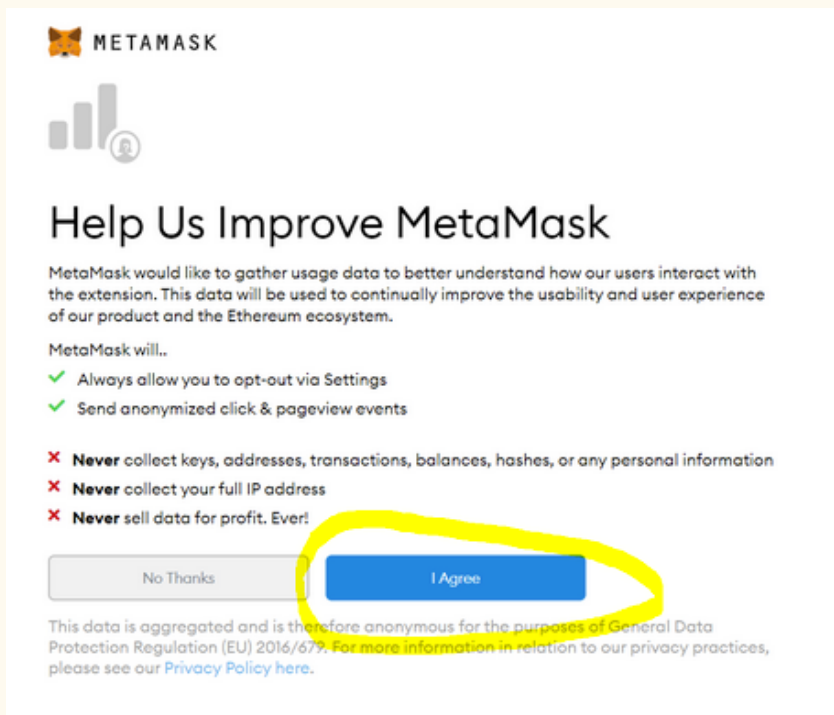 METAMASK
Help Us Improve MetaMask
MetaMask would like to gather usage data to better understand how our users interact with
the extension. This data will be used to continually improve the usability and user experience
of our product and the Ethereum ecosystem.
MetaMask will..
Always allow you to opt-out via Settings
Send anonymized click & pageview events
Never collect keys, addresses, transactions, balances, hashes, or any personal information
Never collect your full IP address
Never sell data for profit. Ever!
No Thanks
I Agree
This data is aggregated and is therefore anonymous for the purposes of General Data
Protection Regulation (EU) 2016/679. For more information in relation to our privacy practices,
please see our Privacy Policy here.